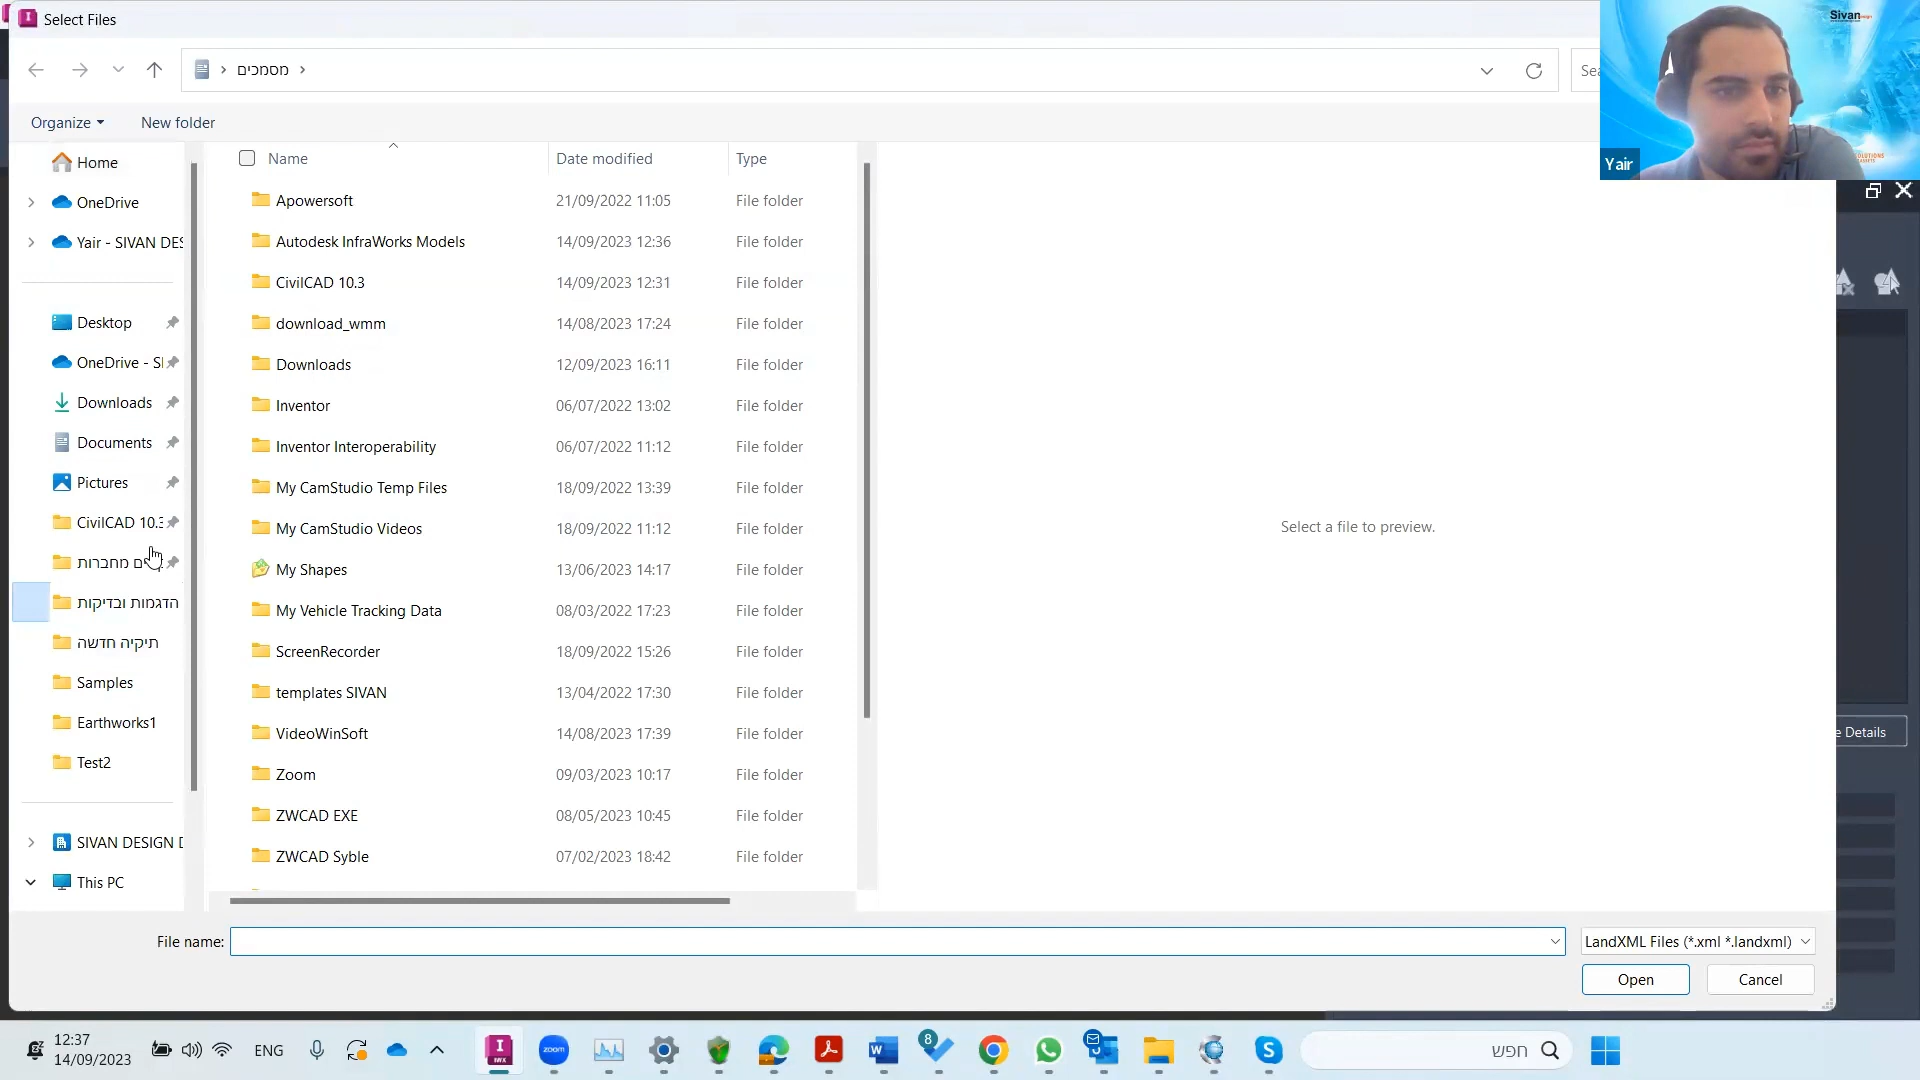 Select Files
Sivan
Yair
SOLUTIONS
ASSETS
מסמכים
Sea
Organize
New folder
Home
OneDrive
Yair - SIVAN DES
Desktop
OneDrive - SI
Downloads
Documents
Pictures
CivilCAD 10.3
ים מחברות
הדגמות ובדיקות
תיקיה חדשה
Samples
Earthworks1
Test2
SIVAN DESIGN D
This PC
Name Date modified Type
Apowersoft 21/09/2022 11:05 File folder
Autodesk InfraWorks Models 14/09/2023 12:36 File folder
CivilCAD 10.3 14/09/2023 12:31 File folder
download_wmm 14/08/2023 17:24 File folder
Downloads 12/09/2023 16:11 File folder
Inventor 06/07/2022 13:02 File folder
Inventor Interoperability 06/07/2022 11:12 File folder
My CamStudio Temp Files 18/09/2022 13:39 File folder
My CamStudio Videos 18/09/2022 11:12 File folder
My Shapes 13/06/2023 14:17 File folder
My Vehicle Tracking Data 08/03/2022 17:23 File folder
ScreenRecorder 18/09/2022 15:26 File folder
templates SIVAN 13/04/2022 17:30 File folder
VideoWinSoft 14/08/2023 17:39 File folder
Zoom 09/03/2023 10:17 File folder
ZWCAD EXE 08/05/2023 10:45 File folder
ZWCAD Syble 07/02/2023 18:42 File folder
Select a file to preview.
e Details
File name:
LandXML Files (*.xml *.landxml)
Open
Cancel
12:37
14/09/2023
ENG
I
IWX
zoom
W
8
S
חפש